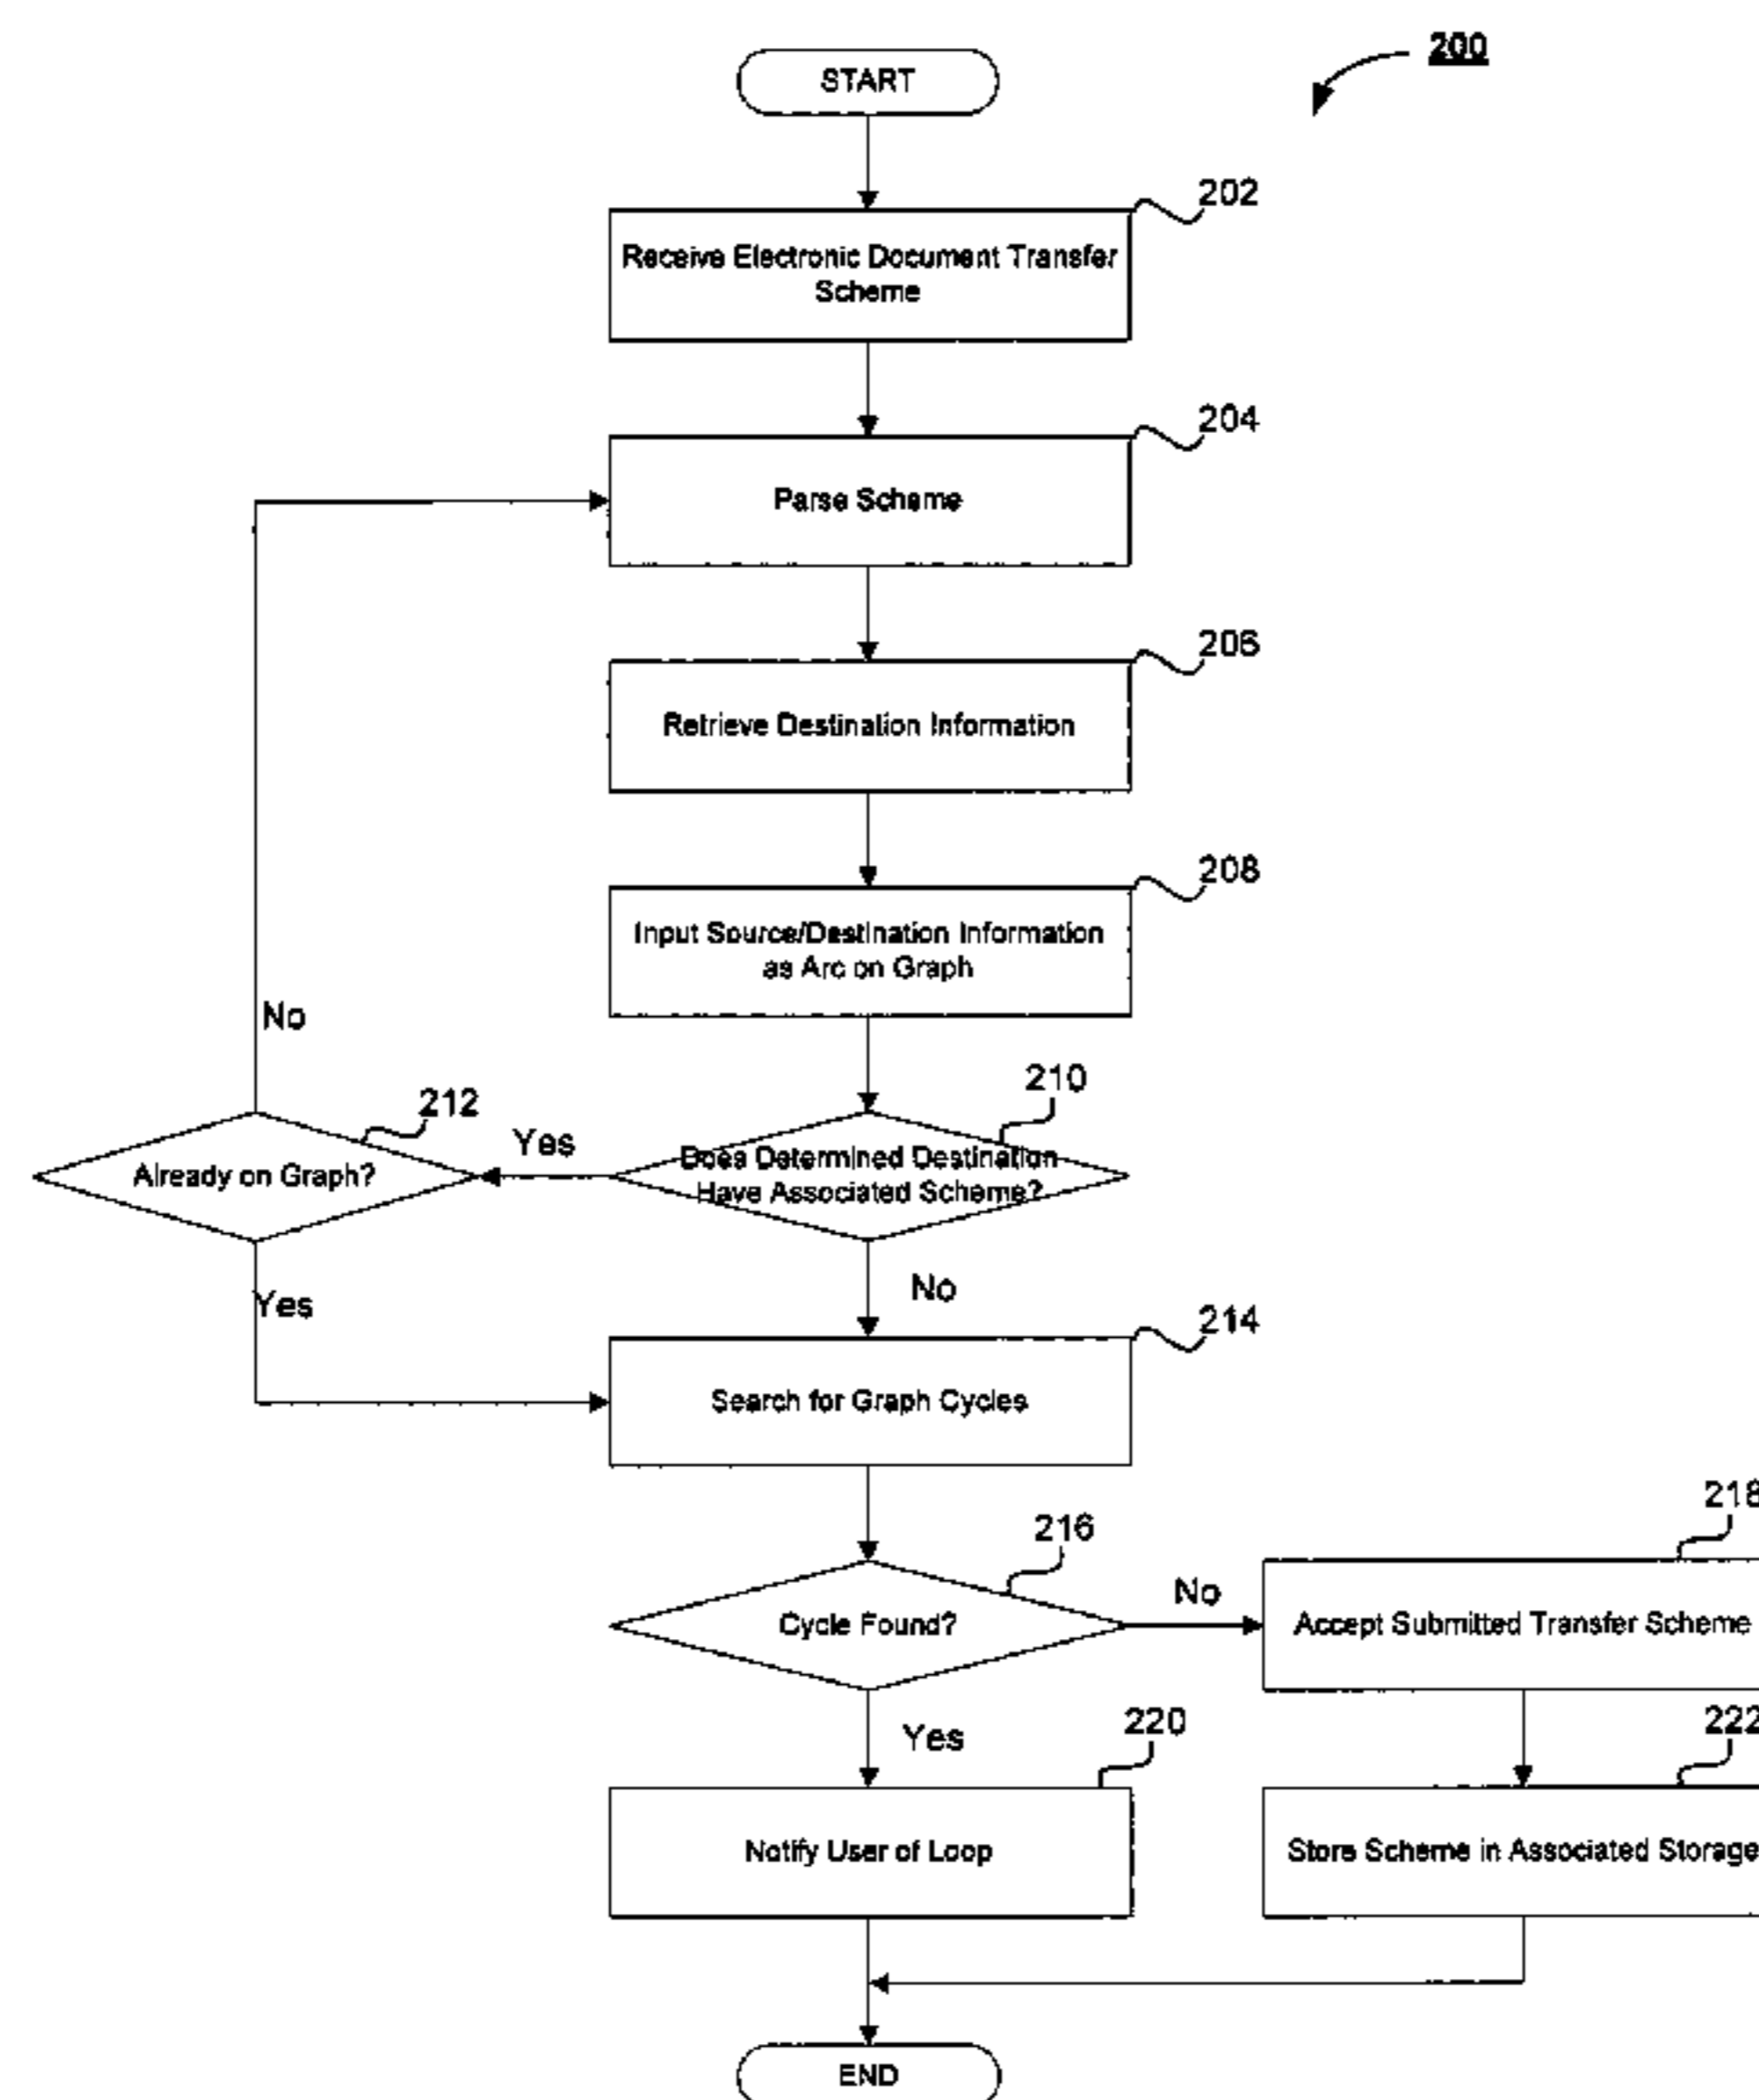 200
START
202
Receive Electronic Document Transfer
Scheme
204
Parse Scheme
206
Retrieve Destination Information
208
Input Source/Destination Information
as Arc on Graph
No
210
212
Yes
Does Determined Destination
Have Associated Scheme?
Already on Graph?
No
Yes
214
Search for Graph Cycles
218
216
No
Cycle Found?
Accept Submitted Transfer Scheme
Yes
220
222
Notify User of Loop
Store Scheme in Associated Storage
END